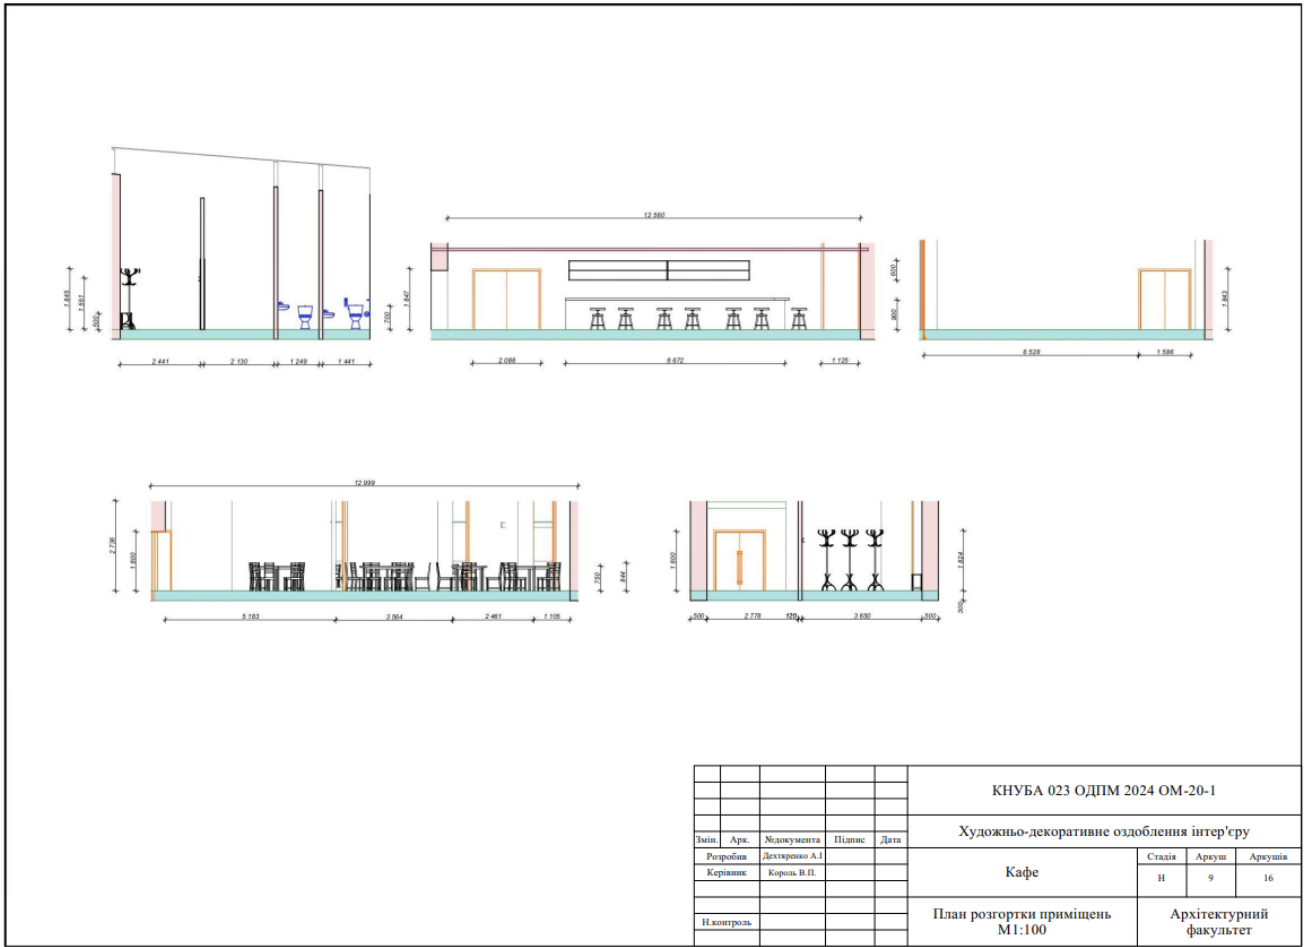 12 560
1 845
1 551
500
700
1 847
600
900
1 843
2 441
2 130
1 249
1 441
2 096
6 672
1 125
6 528
1 586
12 999
2 736
1 800
750
844
1 800
1 824
300
5 183
3 564
2 461
1 105
500
2 778
120
3 650
500
КНУБА 023 ОДПМ 2024 ОМ-20-1
Змін. Арк. №документа Підпис Дата
Художньо-декоративне оздоблення інтер'єру
Розробив Дехтяренко А.І
Керівник Король В.П.
Кафе
Стадія Аркуш Аркушів
Н 9 16
Н.контроль
План розгортки приміщень
М1:100
Архітектурний
факультет